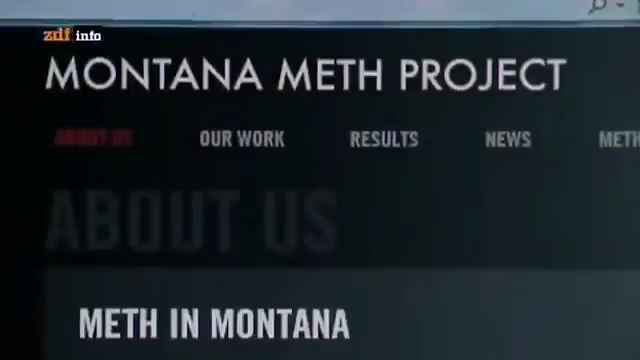 zdf info
MONTANA METH PROJECT
ABOUT US OUR WORK RESULTS NEWS METH
ABOUT US
METH IN MONTANA